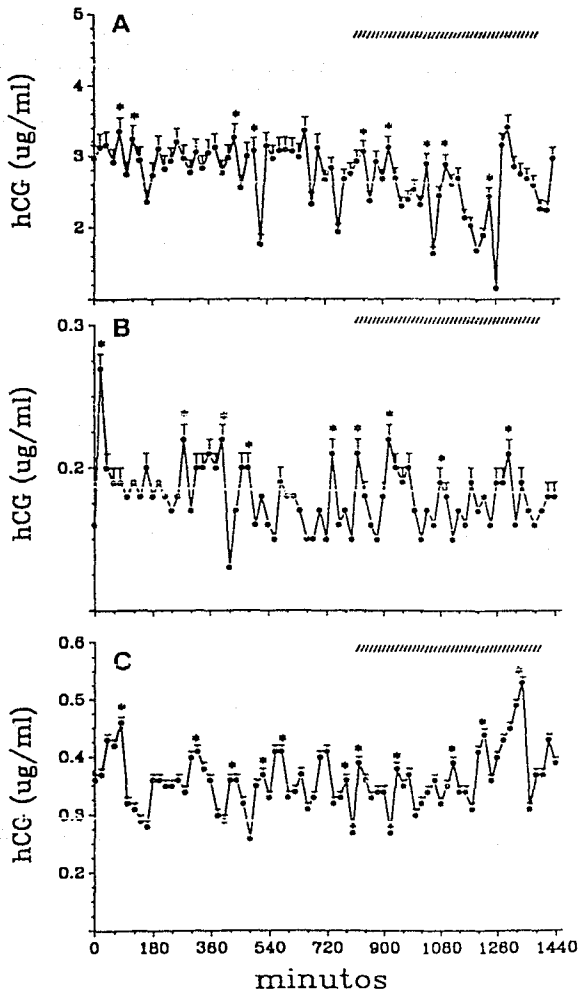 A
5
4
3
2
hCG (ug/ml)
* * * * * * * * *
B
0.3
0.2
hCG (ug/ml)
* * * * * * * * *
C
0.6
0.5
0.4
0.3
0.2
hCG (ug/ml)
* * * * * * * * * * *
0 180 360 540 720 900 1080 1260 1440
minutos